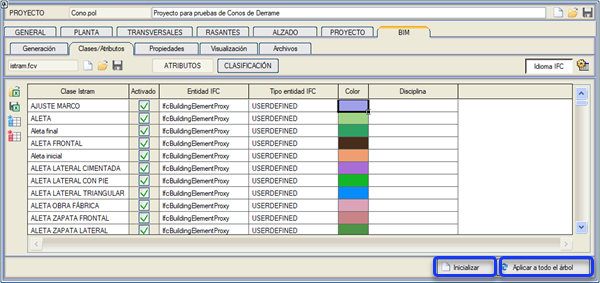 PROYECTO Cono.pol Proyecto para pruebas de Conos de Derrame
GENERAL PLANTA TRANSVERSALES RASANTES ALZADO PROYECTO BIM
Generación Clases/Atributos Propiedades Visualización Archivos
istram.fcv ATRIBUTOS CLASIFICACIÓN Idioma IFC
Clase Istram Activado Entidad IFC Tipo entidad IFC Color Disciplina
AJUSTE MARCO IfcBuildingElementProxy USERDEFINED
ALETA IfcBuildingElementProxy USERDEFINED
Aleta final IfcBuildingElementProxy USERDEFINED
ALETA FRONTAL IfcBuildingElementProxy USERDEFINED
Aleta inicial IfcBuildingElementProxy USERDEFINED
ALETA LATERAL CIMENTADA IfcBuildingElementProxy USERDEFINED
ALETA LATERAL CON PIE IfcBuildingElementProxy USERDEFINED
ALETA LATERAL TRIANGULAR IfcBuildingElementProxy USERDEFINED
ALETA OBRA FÁBRICA IfcBuildingElementProxy USERDEFINED
ALETA ZAPATA FRONTAL IfcBuildingElementProxy USERDEFINED
ALETA ZAPATA LATERAL IfcBuildingElementProxy USERDEFINED
Inicializar Aplicar a todo el árbol